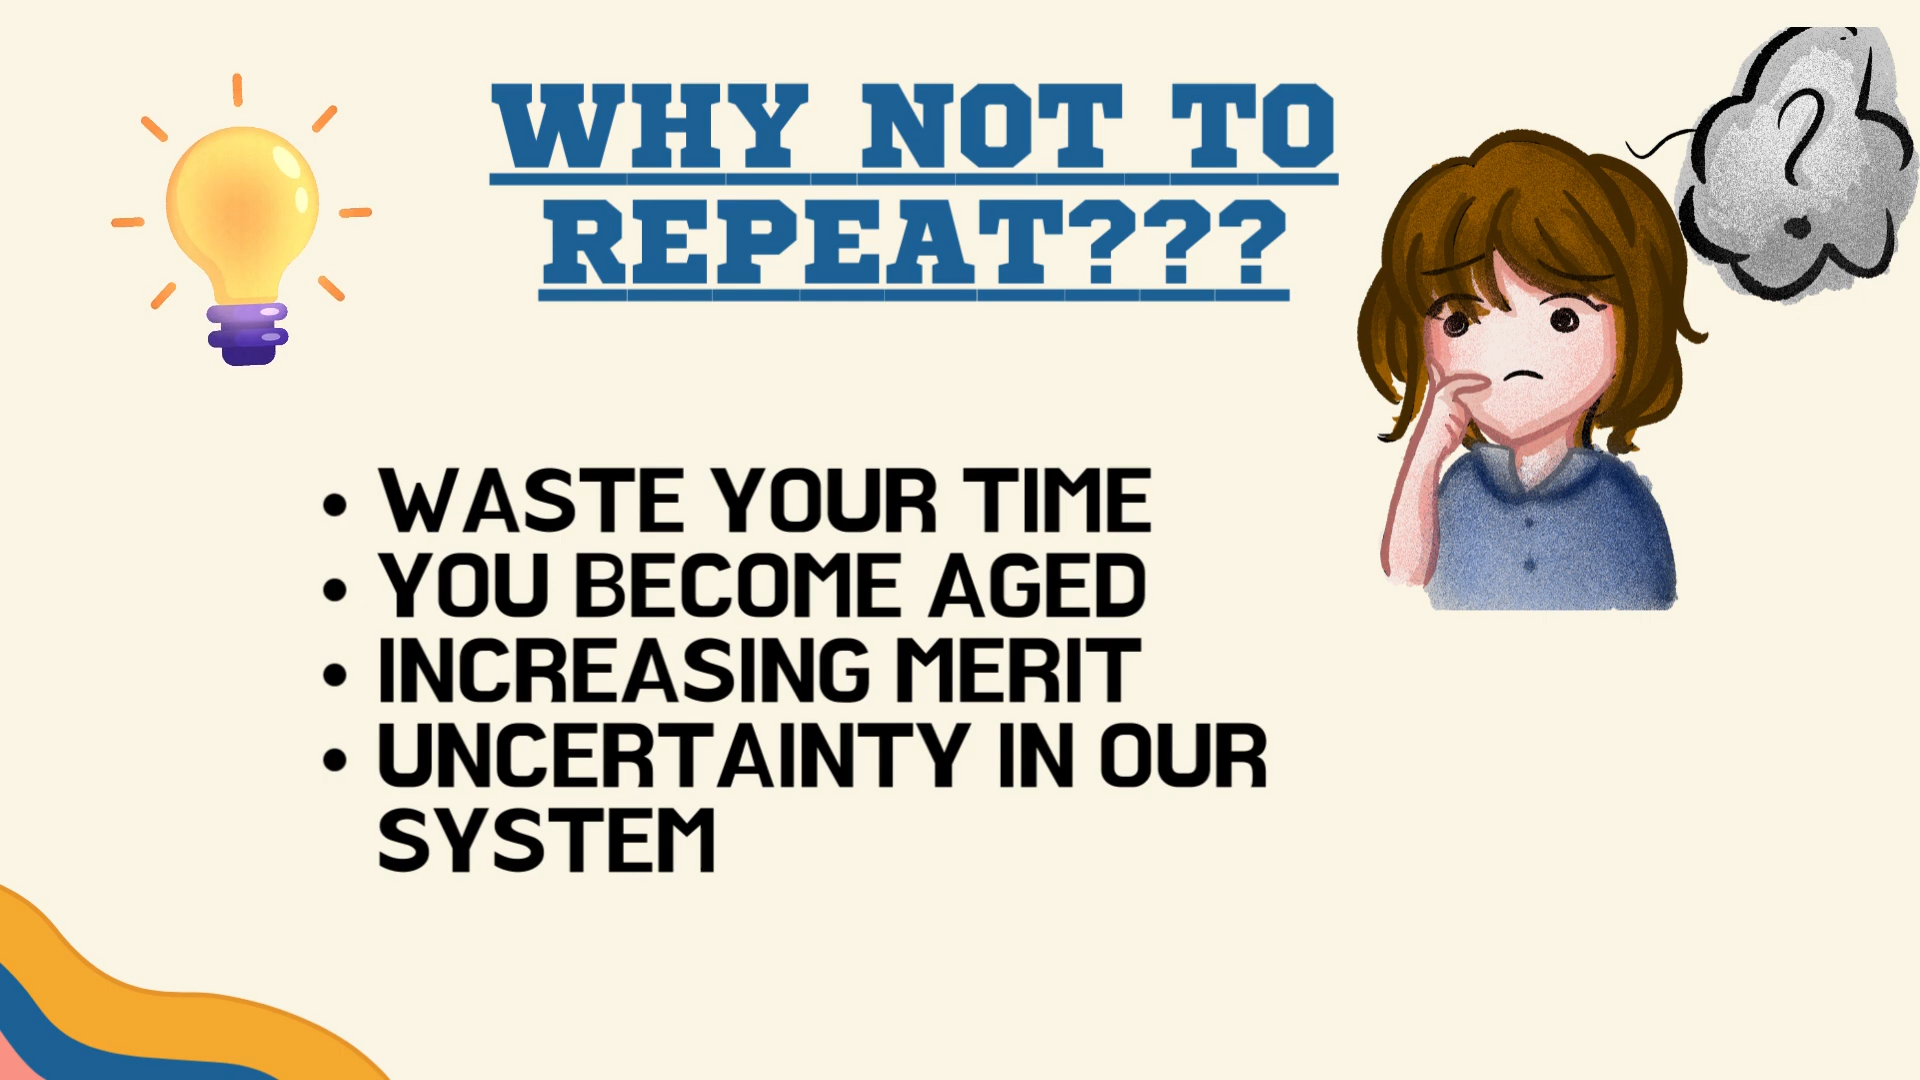 WHY NOT TO
REPEAT???
?
• WASTE YOUR TIME
• YOU BECOME AGED
• INCREASING MERIT
• UNCERTAINTY IN OUR
SYSTEM